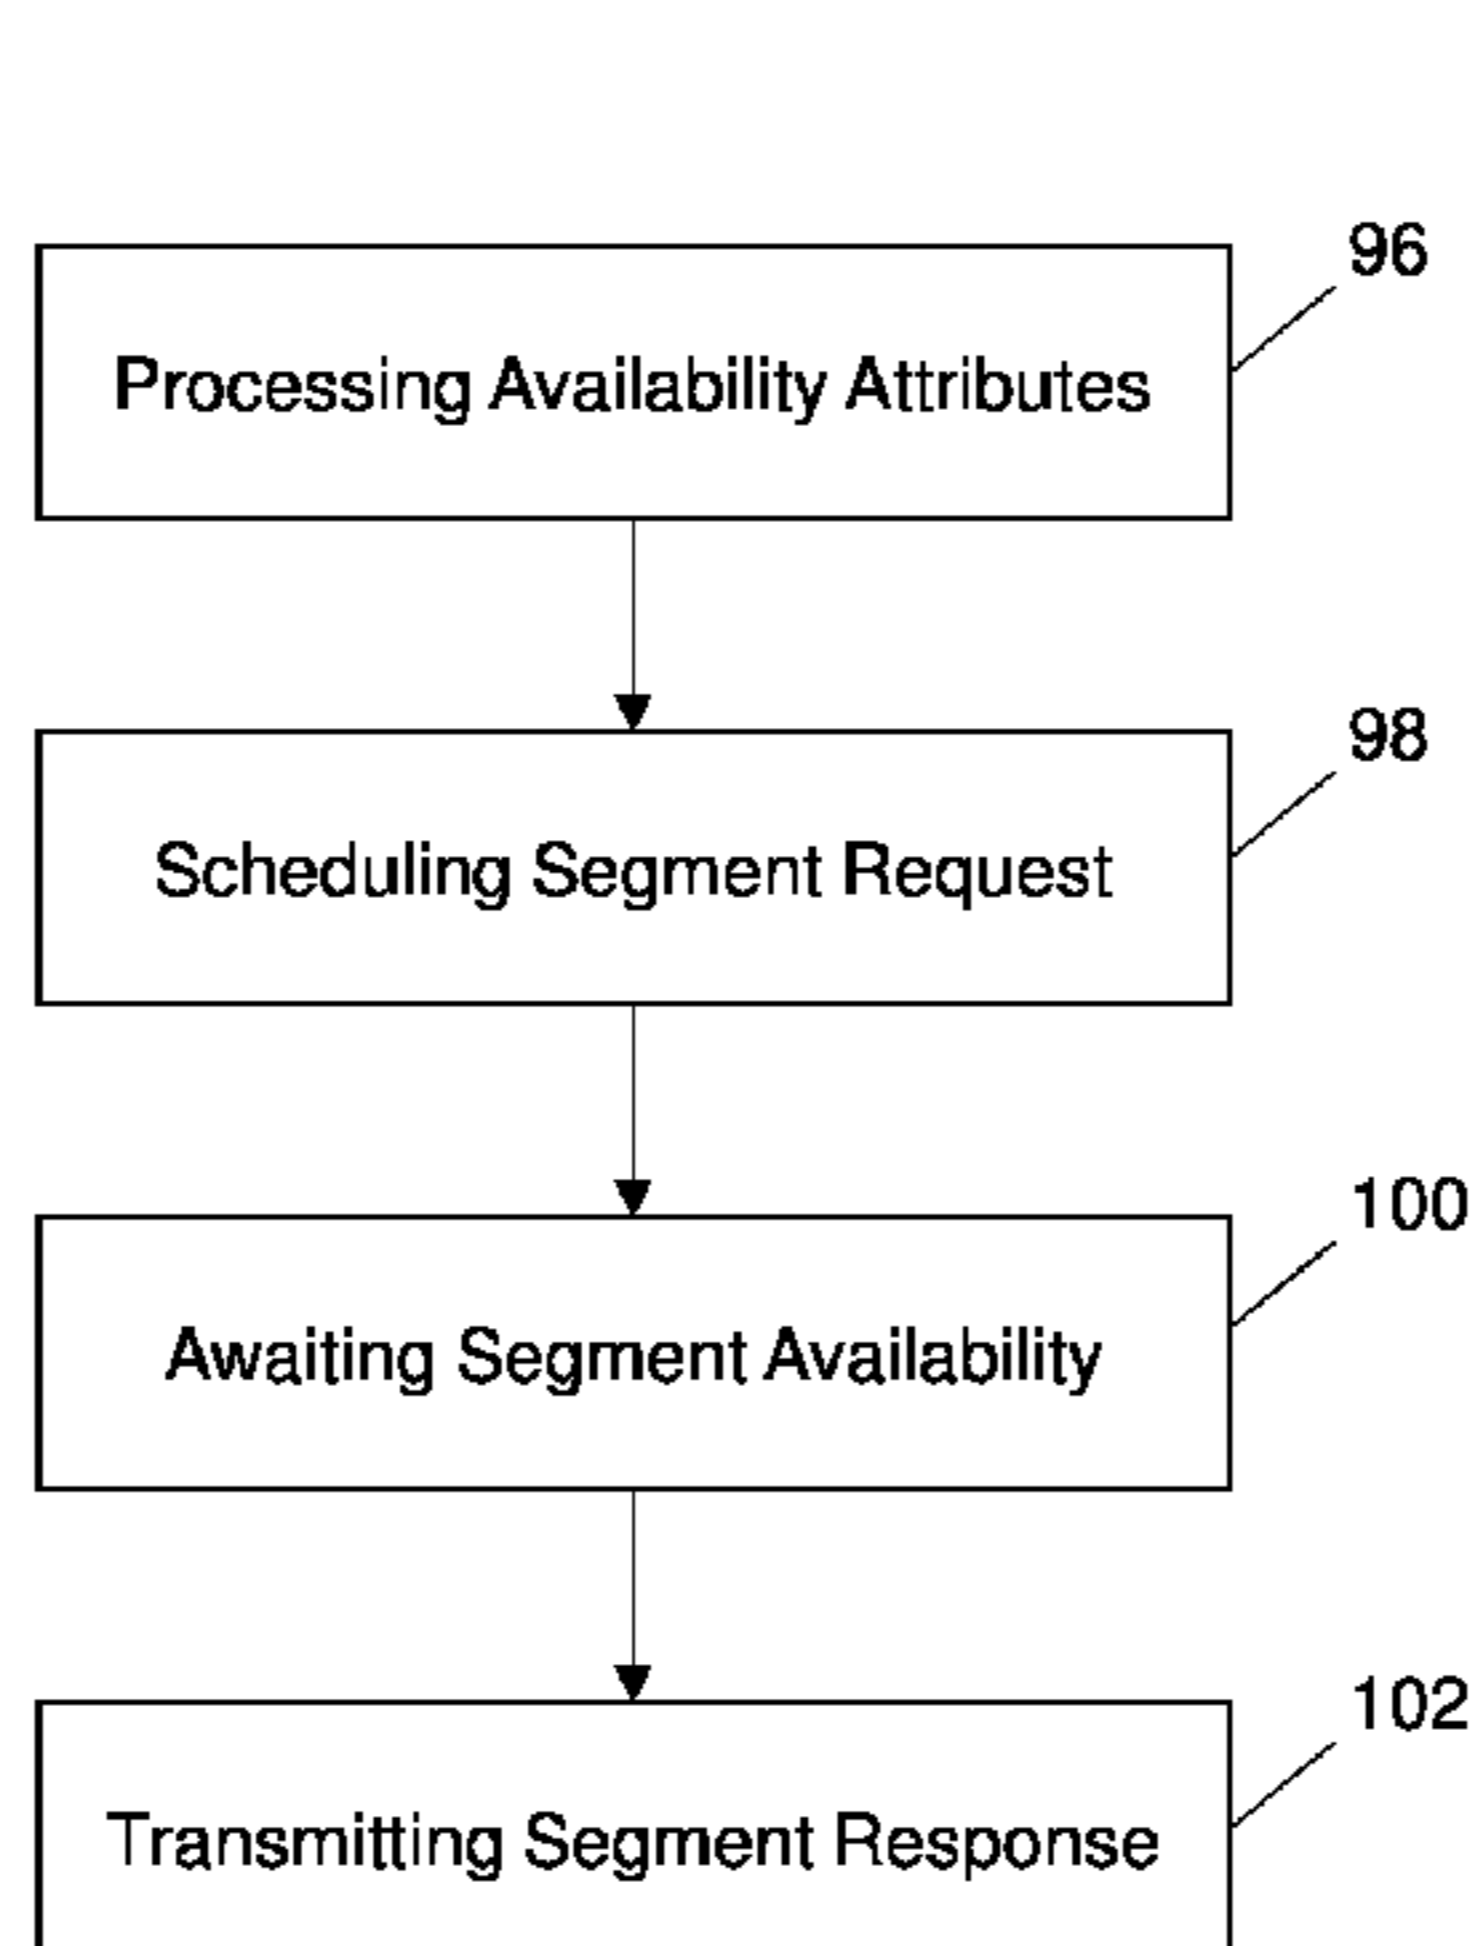 96
Processing Availability Attributes
98
Scheduling Segment Request
100
Awaiting Segment Availability
102
Transmitting Segment Response